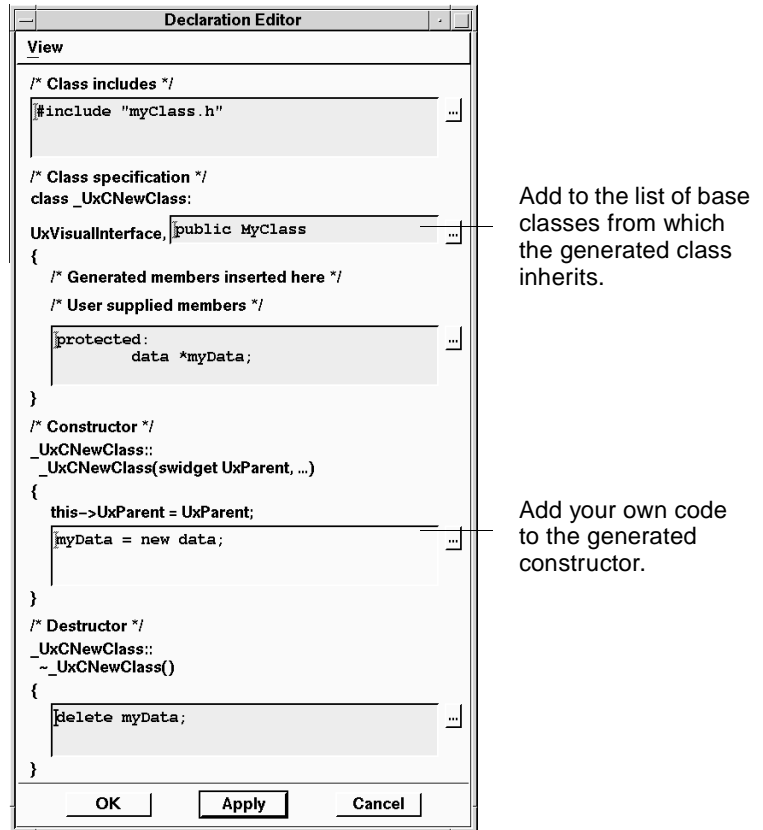 Declaration Editor
View
/* Class includes */
#include "myClass.h"
...
/* Class specification */
class _UxCNewClass:
UxVisualInterface, public MyClass
...
{
/* Generated members inserted here */
/* User supplied members */
protected:
data *myData;
...
}
/* Constructor */
_UxCNewClass::
_UxCNewClass(swidget UxParent, ...)
{
this->UxParent = UxParent;
myData = new data;
...
}
/* Destructor */
_UxCNewClass::
~_UxCNewClass()
{
delete myData;
...
}
OK
Apply
Cancel
Add to the list of base
classes from which
the generated class
inherits.
Add your own code
to the generated
constructor.